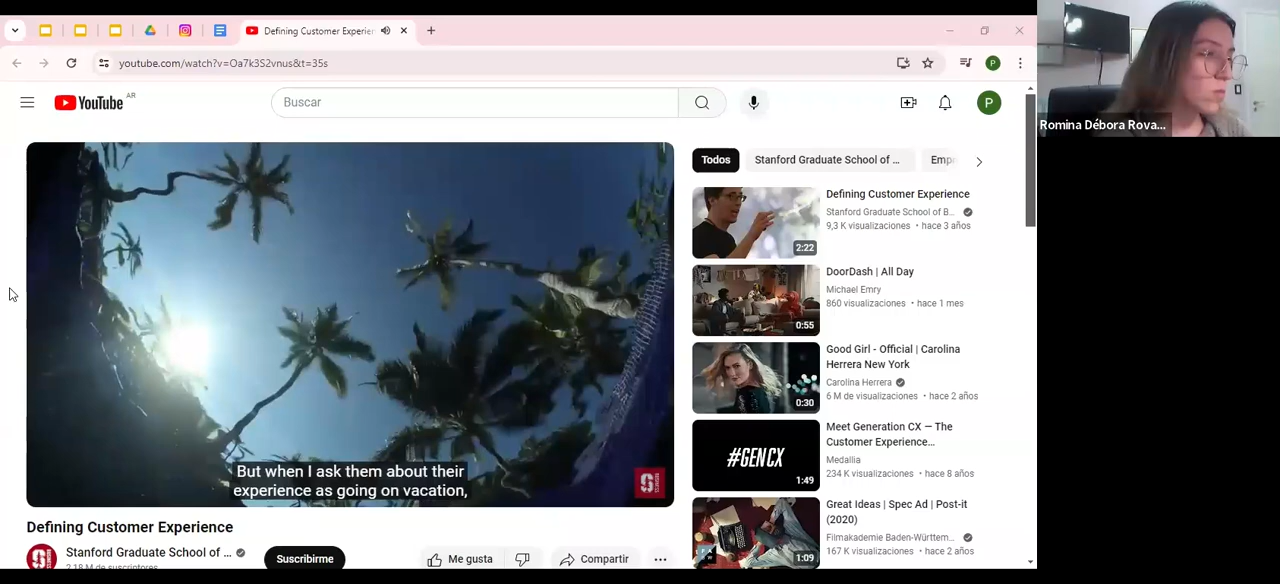 Defining Customer Experien
youtube.com/watch?v=Oa7k3S2vnus&t=35s
P
YouTube AR
Buscar
P
But when I ask them about their
experience as going on vacation,
Defining Customer Experience
Stanford Graduate School of ...
2,18 M de suscriptores
Suscribirme
Me gusta
Compartir
Todos
Stanford Graduate School of ...
Defining Customer Experience
Stanford Graduate School of B...
9,3 K visualizaciones • hace 3 años
2:22
DoorDash | All Day
Michael Emry
860 visualizaciones • hace 1 mes
0:55
Good Girl - Official | Carolina
Herrera New York
Carolina Herrera
6 M de visualizaciones • hace 2 años
0:30
Meet Generation CX — The
Customer Experience...
Medallia
234 K visualizaciones • hace 8 años
#GENCX
1:49
Great Ideas | Spec Ad | Post-it
(2020)
Filmakademie Baden-Württem...
167 K visualizaciones • hace 2 años
1:09
Romina Débora Rova...